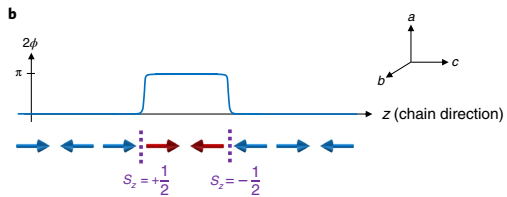 b
a
2ϕ
π
c
b
z (chain direction)
S_z = +1/2
S_z = −1/2